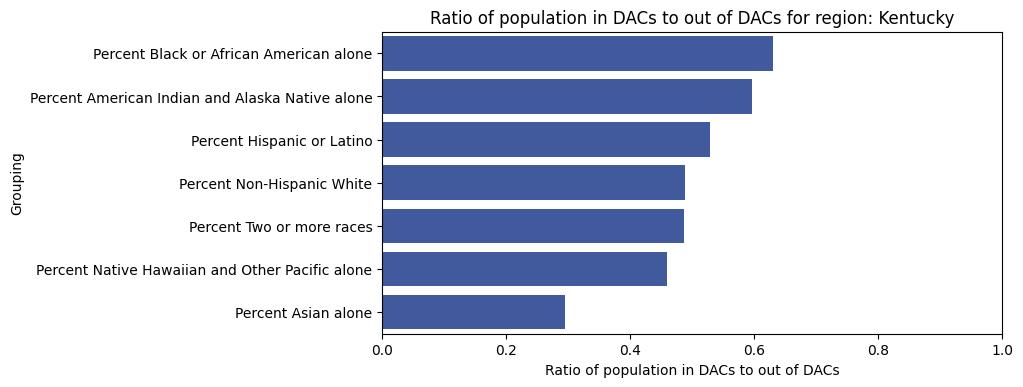 Ratio of population in DACs to out of DACs for region: Kentucky
Grouping
Percent Black or African American alone
Percent American Indian and Alaska Native alone
Percent Hispanic or Latino
Percent Non-Hispanic White
Percent Two or more races
Percent Native Hawaiian and Other Pacific alone
Percent Asian alone
0.0 0.2 0.4 0.6 0.8 1.0
Ratio of population in DACs to out of DACs